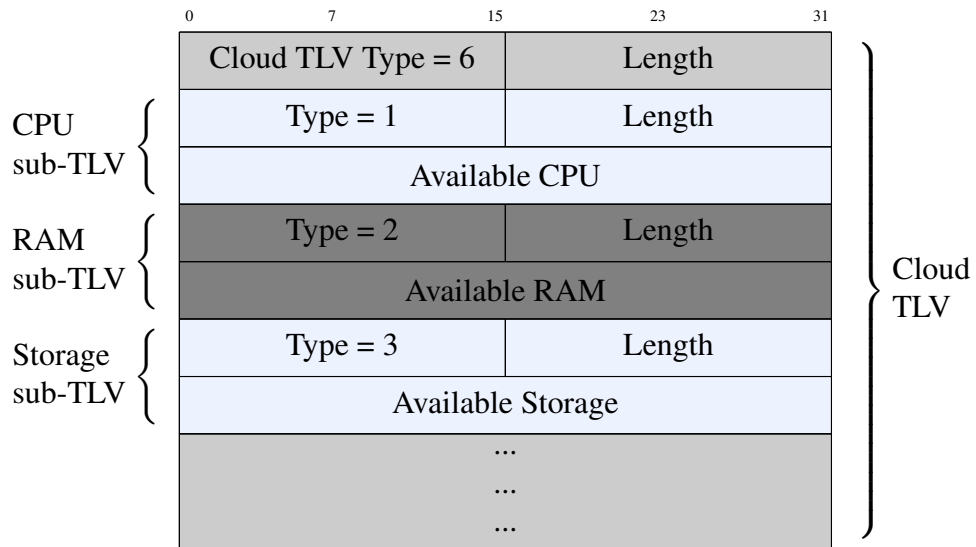 0 7 15 23 31
Cloud TLV Type = 6 Length
CPU
sub-TLV
Type = 1 Length
Available CPU
RAM
sub-TLV
Type = 2 Length
Available RAM
Storage
sub-TLV
Type = 3 Length
Available Storage
...
...
...
Cloud
TLV